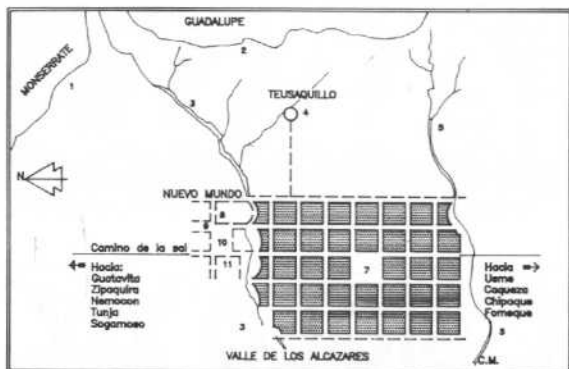 GUADALUPE
MONSERRATE
2
1
3
TEUSAQUILLO
4
5
N
NUEVO MUNDO
8
9
10
Camino de la sal
11
7
Hacia:
Guatavita
Zipaquira
Nemocon
Tunja
Sogamoso
Hacia
Usme
Caqueza
Chipaque
Fomeque
3
5
VALLE DE LOS ALCAZARES
C.M.